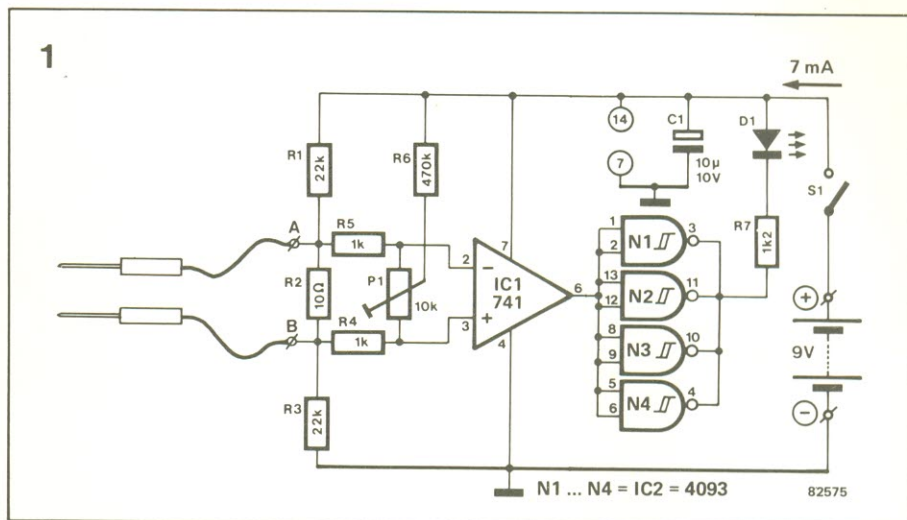 1
7 mA
R1
22k
R6
470k
14
7
C1
10µ
10V
D1
S1
R7
1k2
A
R5
1k
R2
10Ω
P1
10k
B
R4
1k
R3
22k
2
−
3
+
7
IC1
741
4
6
1
2
N1
3
13
12
N2
11
8
9
N3
10
5
6
N4
4
+
9V
−
N1 ... N4 = IC2 = 4093
82575